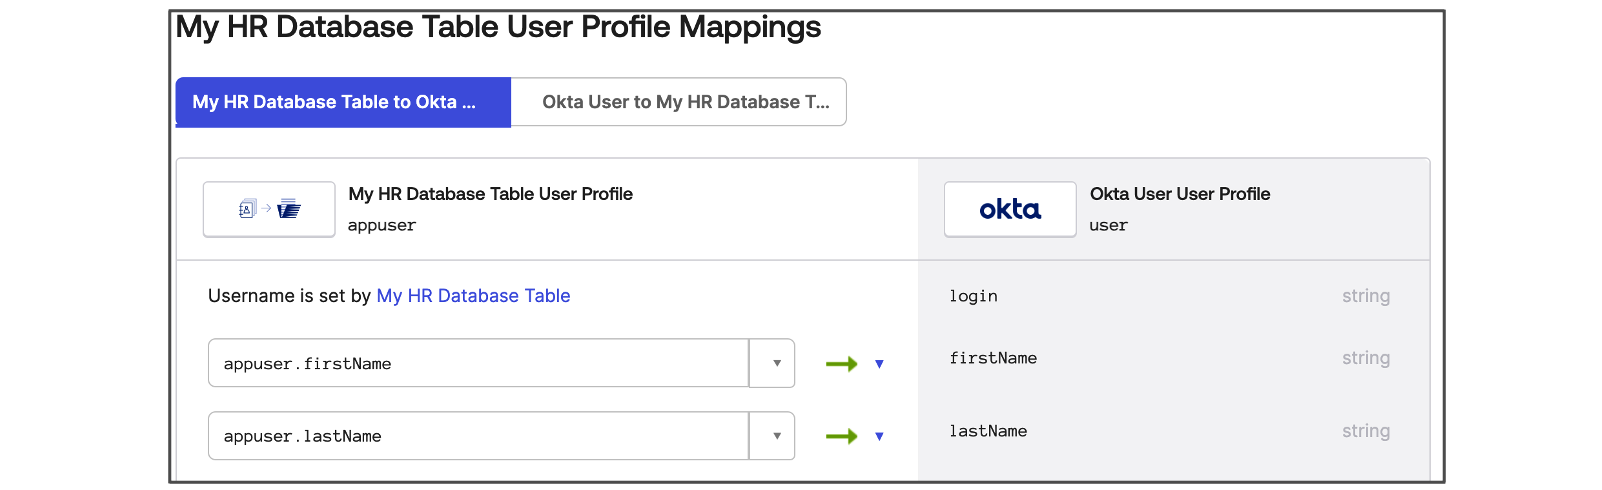 My HR Database Table User Profile Mappings
My HR Database Table to Okta ...
Okta User to My HR Database T...
My HR Database Table User Profile
appuser
okta
Okta User User Profile
user
Username is set by My HR Database Table
login
string
appuser.firstName
firstName
string
appuser.lastName
lastName
string